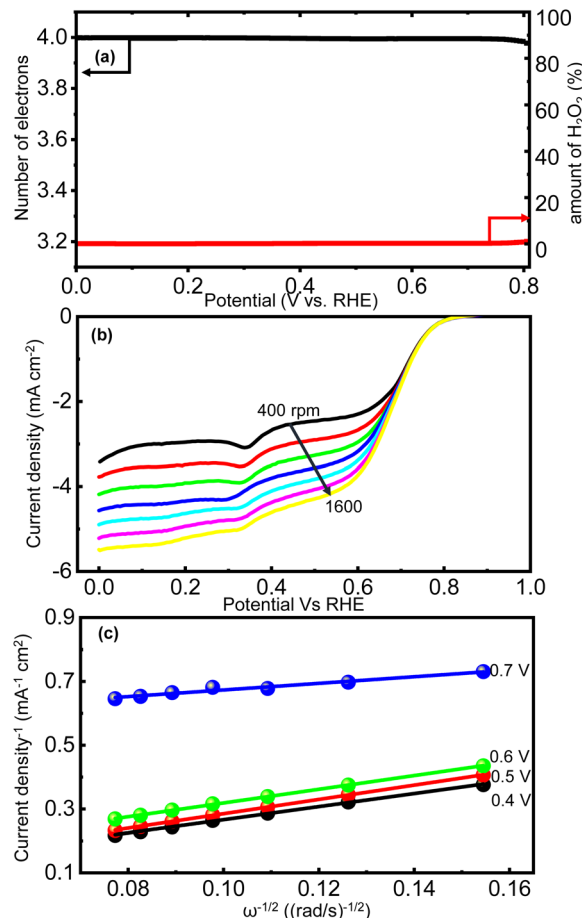 (a)
Number of electrons
4.0
3.8
3.6
3.4
3.2
100
80
60
40
20
0
amount of H₂O₂ (%)
0.0 0.2 0.4 0.6 0.8
Potential (V vs. RHE)
(b)
Current density (mA cm⁻²)
0
-2
-4
-6
400 rpm
1600
0.0 0.2 0.4 0.6 0.8 1.0
Potential Vs RHE
(c)
Current density⁻¹ (mA⁻¹ cm²)
0.9
0.7
0.5
0.3
0.1
0.7 V
0.6 V
0.5 V
0.4 V
0.08 0.10 0.12 0.14 0.16
ω⁻¹/² ((rad/s)⁻¹/²)